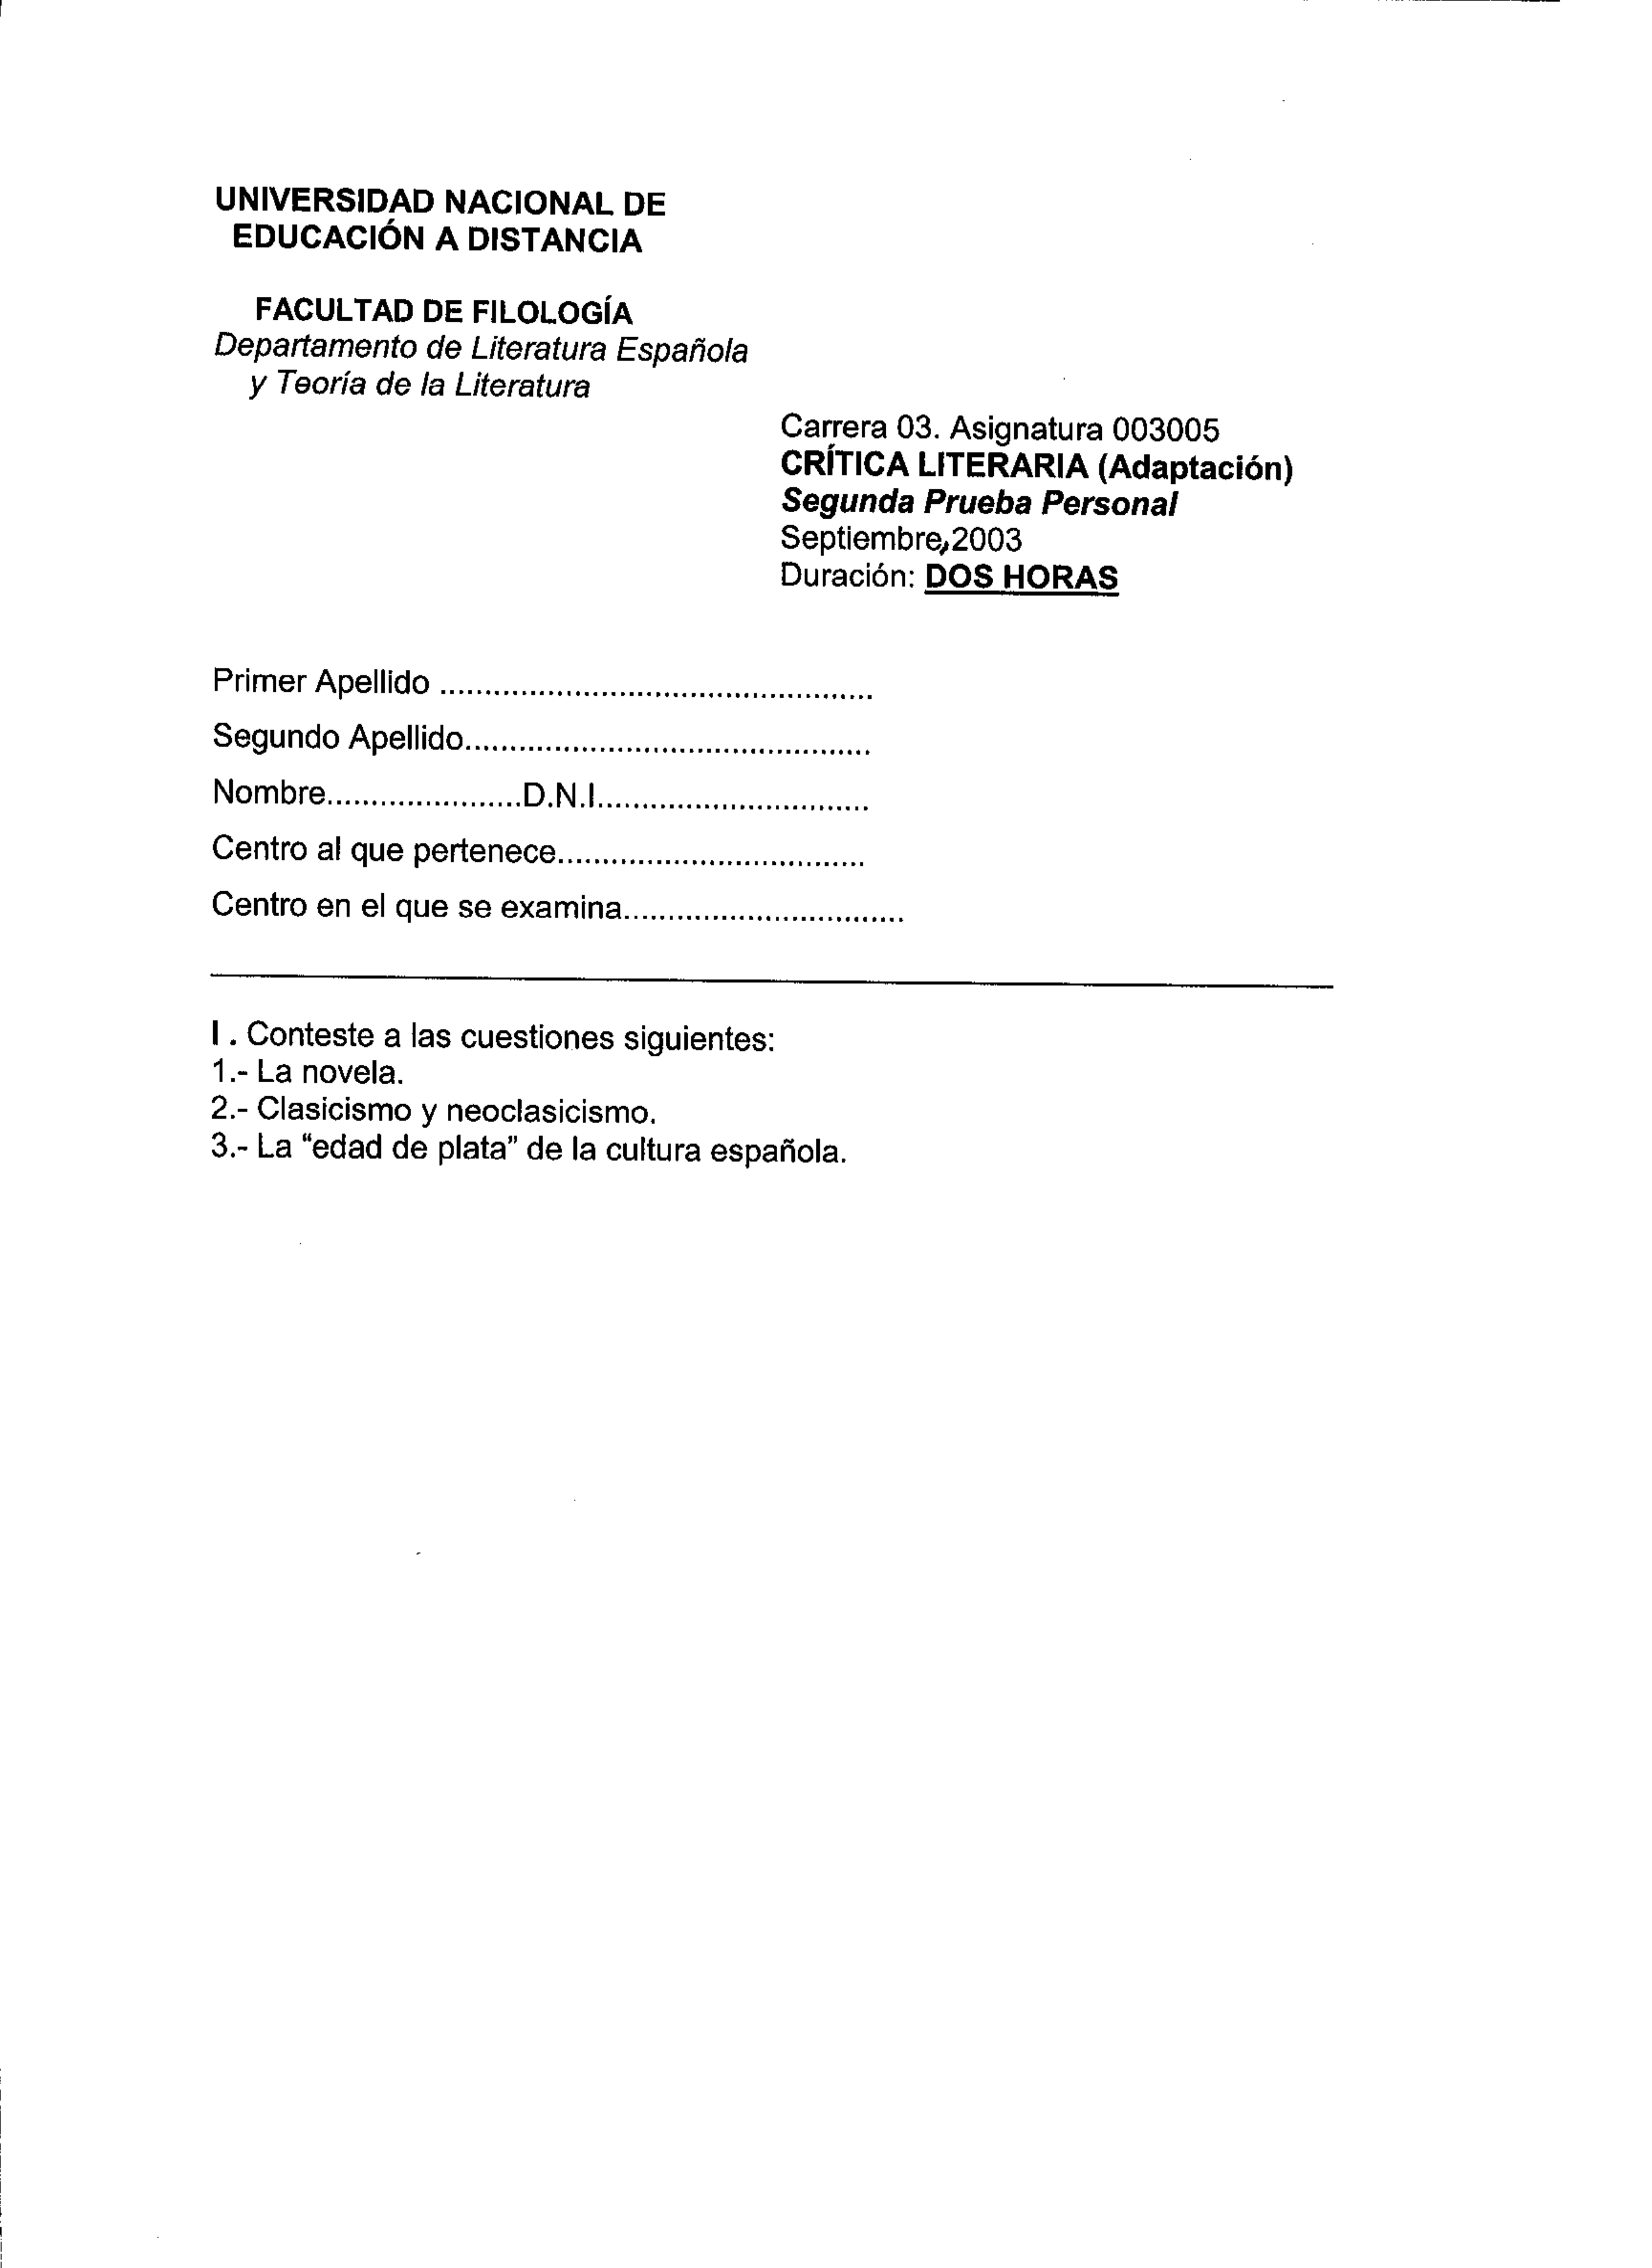 UNIVERSIDAD NACIONAL DE
EDUCACIÓN A DISTANCIA
FACULTAD DE FILOLOGÍA
Departamento de Literatura Española
y Teoría de la Literatura
Carrera 03. Asignatura 003005
CRÍTICA LITERARIA (Adaptación)
Segunda Prueba Personal
Septiembre,2003
Duración: DOS HORAS
Primer Apellido ................................................
Segundo Apellido.............................................
Nombre......................D.N.I..............................
Centro al que pertenece..................................
Centro en el que se examina...............................
I . Conteste a las cuestiones siguientes:
1.- La novela.
2.- Clasicismo y neoclasicismo.
3.- La “edad de plata” de la cultura española.